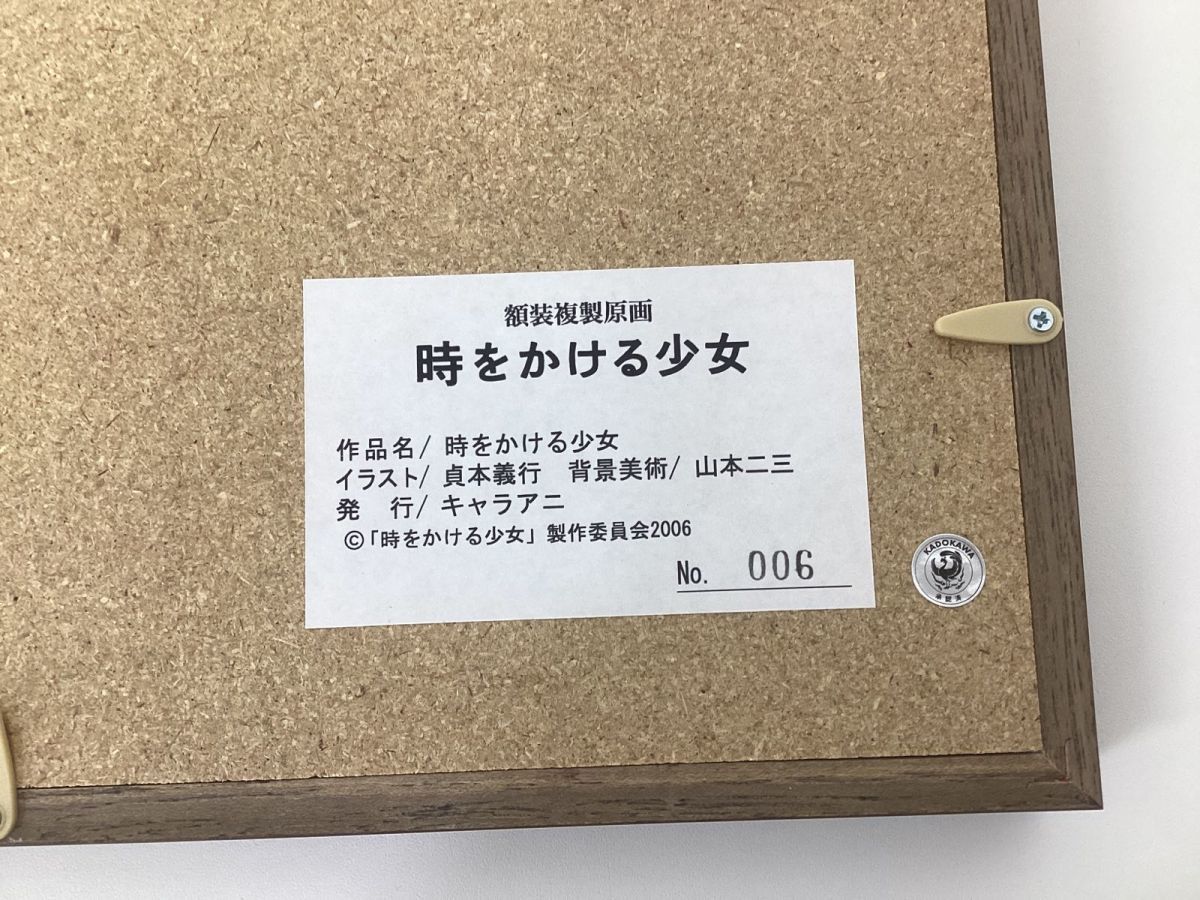 額装複製原画
時をかける少女
作品名/ 時をかける少女
イラスト/ 貞本義行　背景美術/ 山本二三
発　行/ キャラアニ
©「時をかける少女」製作委員会2006
No. 006
KADOKAWA
承認済